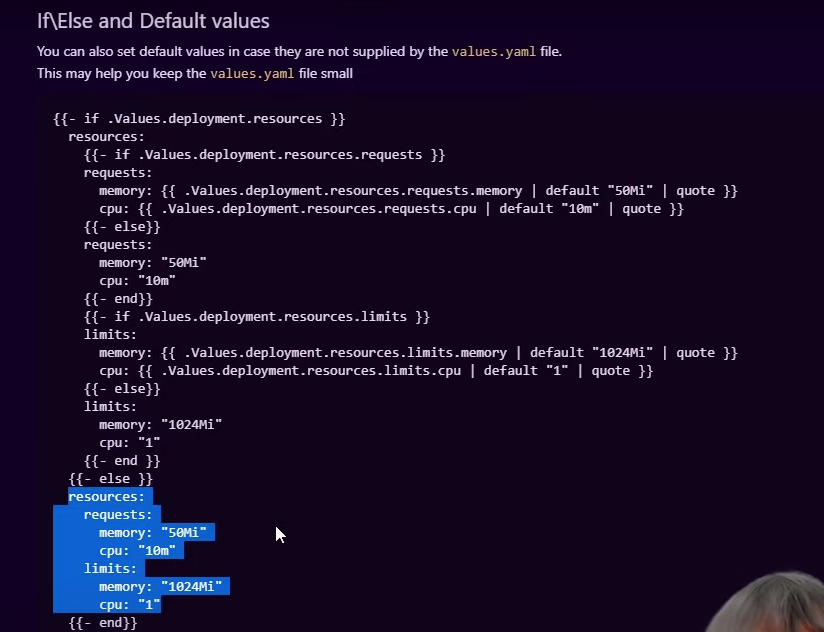 If\Else and Default values
You can also set default values in case they are not supplied by the values.yaml file.
This may help you keep the values.yaml file small
{{- if .Values.deployment.resources }}
  resources:
    {{- if .Values.deployment.resources.requests }}
    requests:
      memory: {{ .Values.deployment.resources.requests.memory | default "50Mi" | quote }}
      cpu: {{ .Values.deployment.resources.requests.cpu | default "10m" | quote }}
    {{- else}}
    requests:
      memory: "50Mi"
      cpu: "10m"
    {{- end}}
    {{- if .Values.deployment.resources.limits }}
    limits:
      memory: {{ .Values.deployment.resources.limits.memory | default "1024Mi" | quote }}
      cpu: {{ .Values.deployment.resources.limits.cpu | default "1" | quote }}
    {{- else}}
    limits:
      memory: "1024Mi"
      cpu: "1"
    {{- end }}
  {{- else }}
  resources:
    requests:
      memory: "50Mi"
      cpu: "10m"
    limits:
      memory: "1024Mi"
      cpu: "1"
  {{- end}}